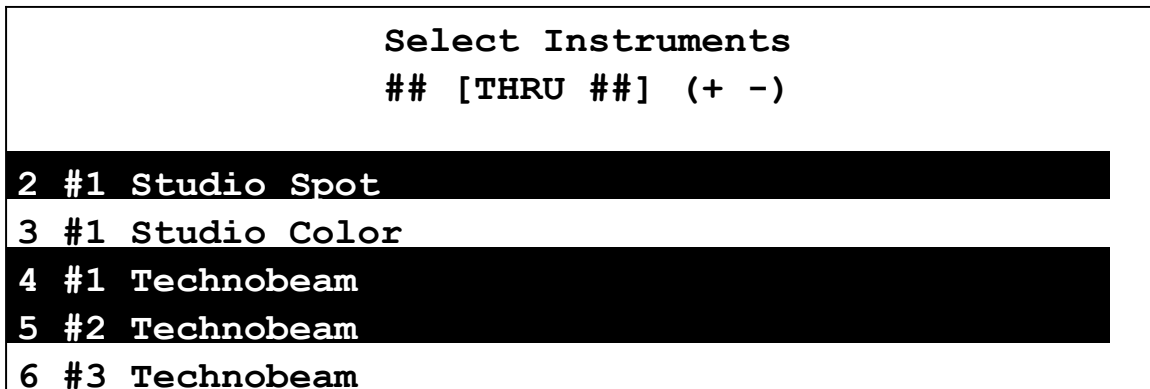 Select Instruments
## [THRU ##] (+ -)
2 #1 Studio Spot
3 #1 Studio Color
4 #1 Technobeam
5 #2 Technobeam
6 #3 Technobeam